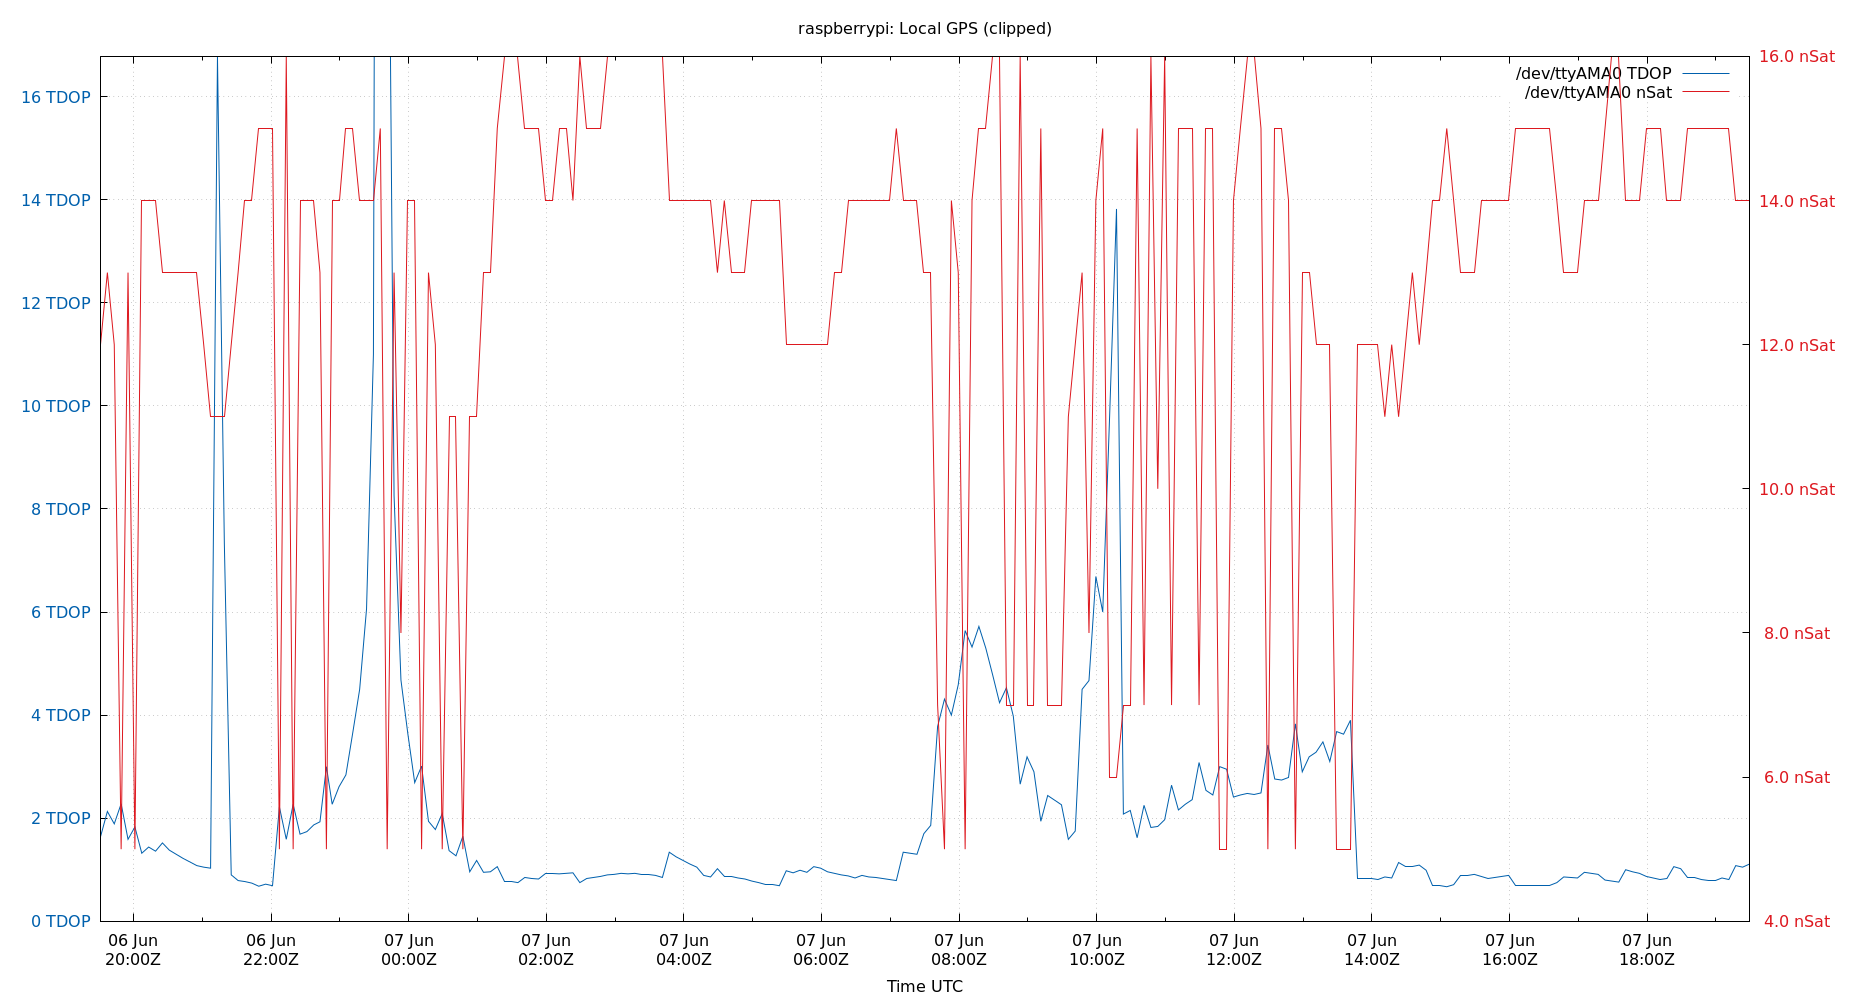 raspberrypi: Local GPS (clipped)
/dev/ttyAMA0 TDOP
/dev/ttyAMA0 nSat
16 TDOP
14 TDOP
12 TDOP
10 TDOP
8 TDOP
6 TDOP
4 TDOP
2 TDOP
0 TDOP
16.0 nSat
14.0 nSat
12.0 nSat
10.0 nSat
8.0 nSat
6.0 nSat
4.0 nSat
06 Jun
20:00Z
06 Jun
22:00Z
07 Jun
00:00Z
07 Jun
02:00Z
07 Jun
04:00Z
07 Jun
06:00Z
07 Jun
08:00Z
07 Jun
10:00Z
07 Jun
12:00Z
07 Jun
14:00Z
07 Jun
16:00Z
07 Jun
18:00Z
Time UTC